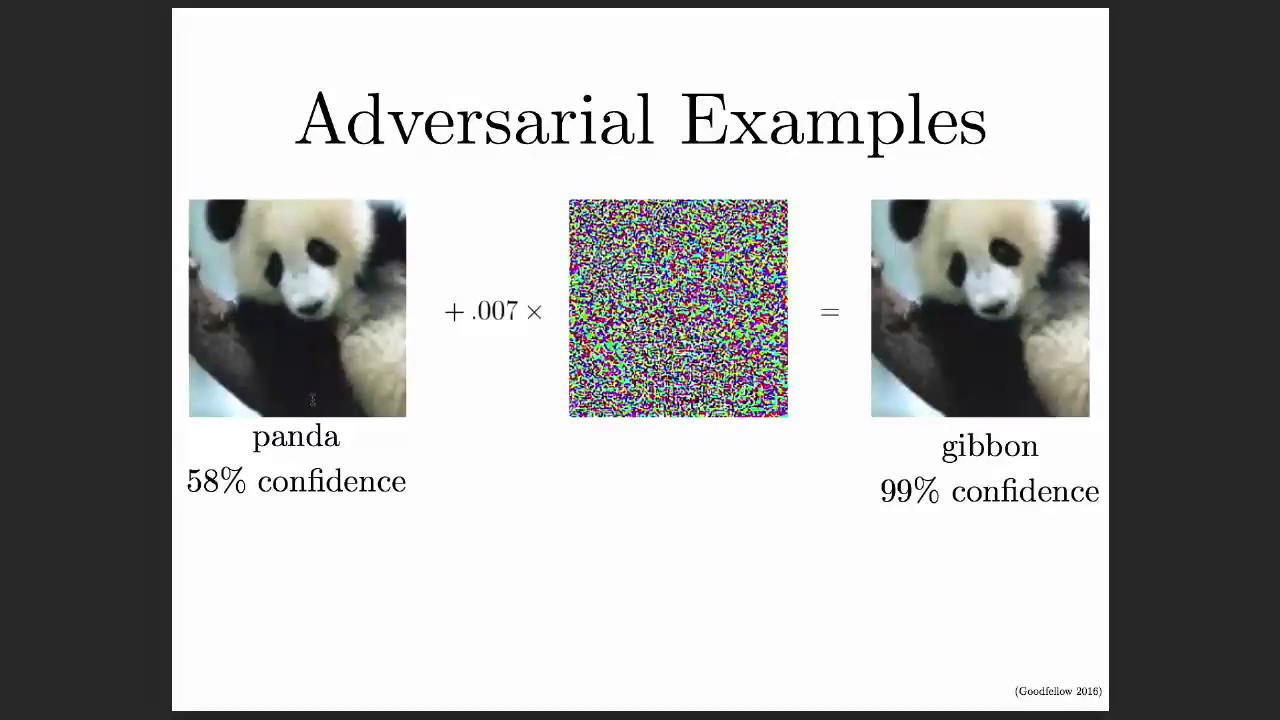 Adversarial Examples
+ .007 ×
=
panda
58% confidence
gibbon
99% confidence
(Goodfellow 2016)